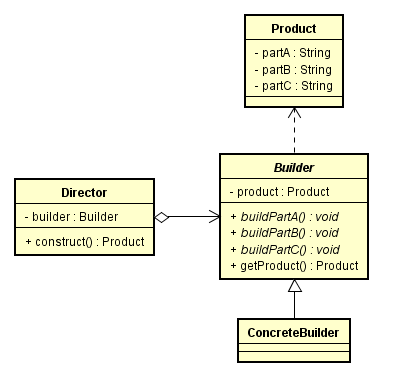 Product
- partA : String
- partB : String
- partC : String
Builder
- product : Product
+ buildPartA() : void
+ buildPartB() : void
+ buildPartC() : void
+ getProduct() : Product
Director
- builder : Builder
+ construct() : Product
ConcreteBuilder